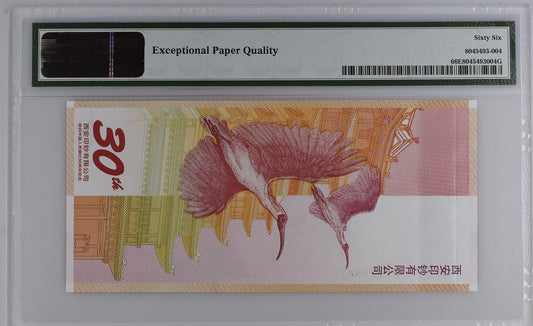 Exceptional Paper Quality
Sixty Six
8045493-004
66E8045493004G
30th
西安印钞有限公司
西安印钞有限公司